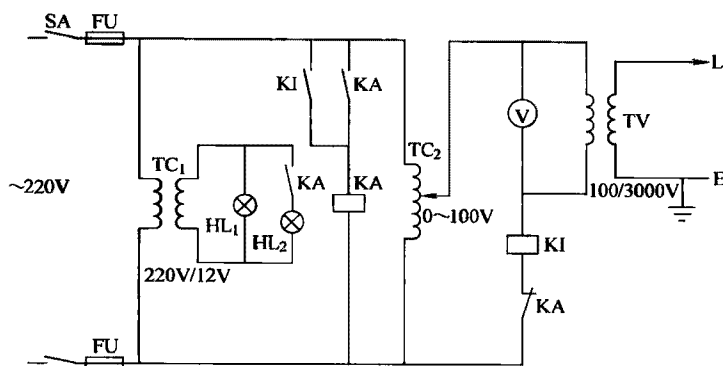 SA
FU
KI
KA
L
V
TV
TC₁
TC₂
E
KA
KA
~220V
0~100V
100/3000V
HL₁
HL₂
KI
220V/12V
KA
FU